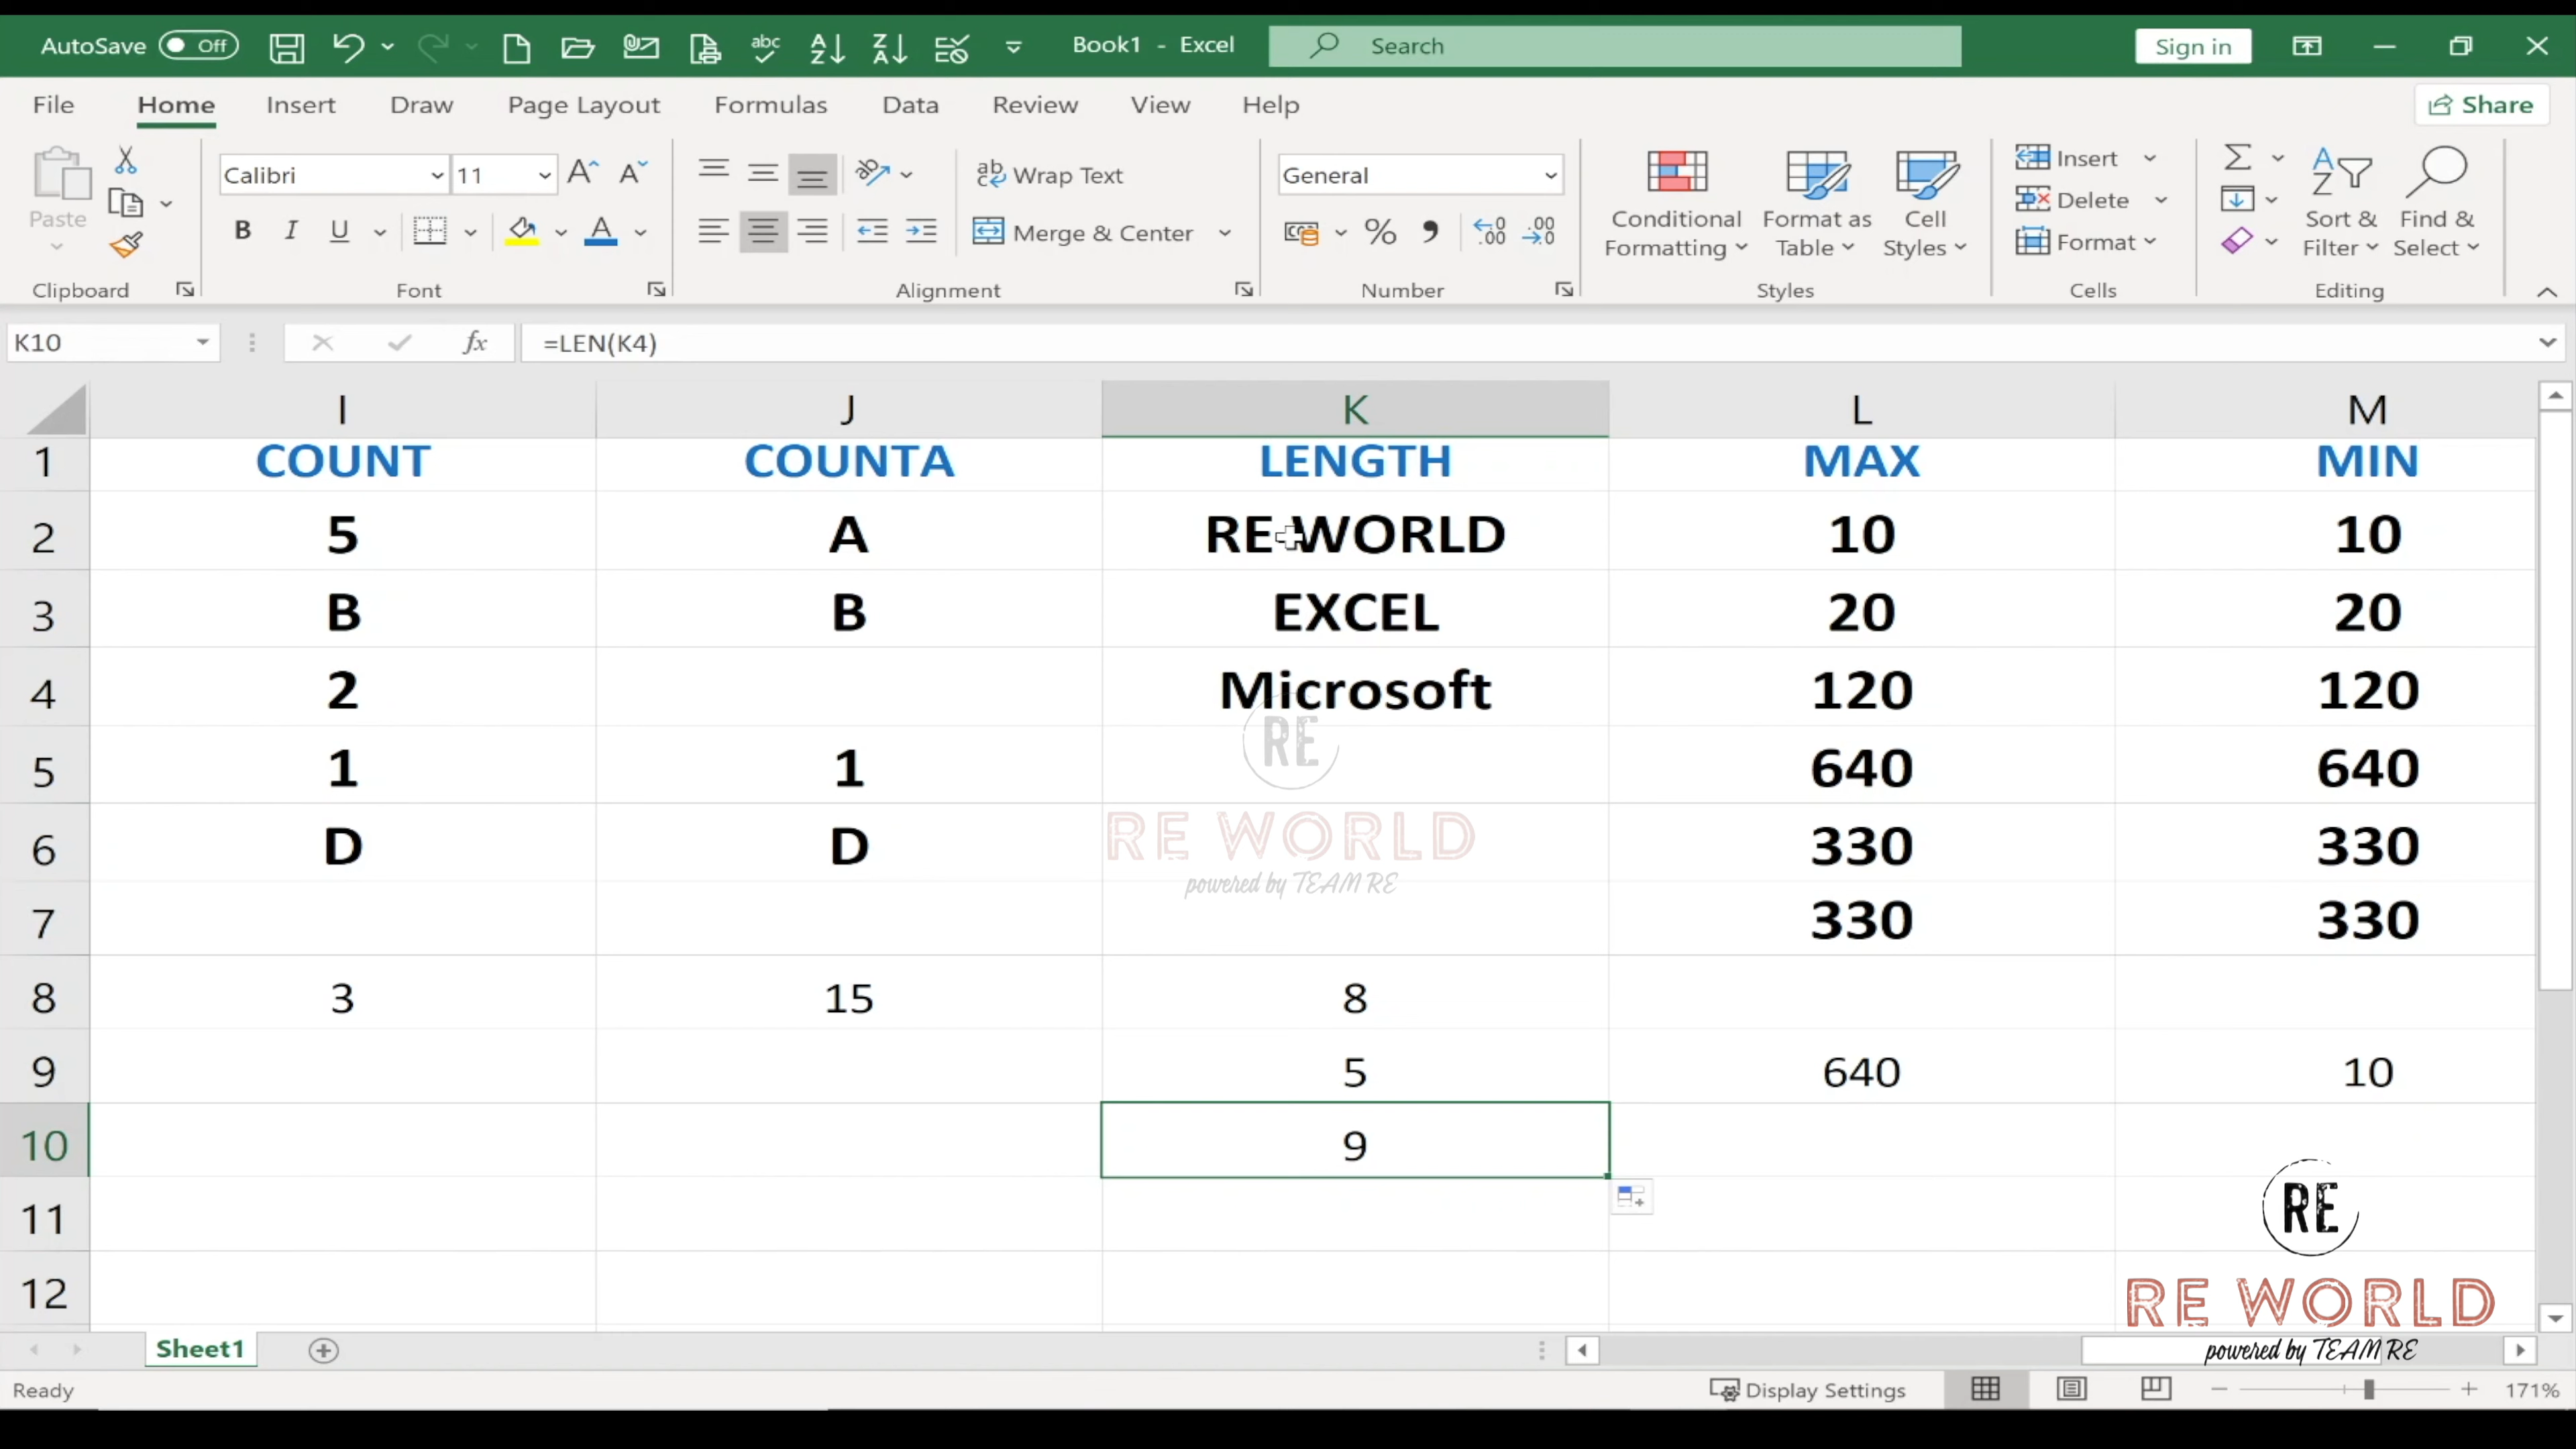 AutoSave Off Book1 - Excel Search Sign in
File Home Insert Draw Page Layout Formulas Data Review View Help Share
Paste
Clipboard
Calibri 11
B I U
Font
Wrap Text
Merge & Center
Alignment
General
Number
Conditional Formatting
Format as Table
Cell Styles
Styles
Insert
Delete
Format
Cells
Sort & Filter
Find & Select
Editing
K10 fx =LEN(K4)
I J K L M
1 COUNT COUNTA LENGTH MAX MIN
2 5 A RE WORLD 10 10
3 B B EXCEL 20 20
4 2 Microsoft 120 120
5 1 1 640 640
6 D D 330 330
7 330 330
8 3 15 8
9 5 640 10
10 9
11
12
RE
RE WORLD
powered by TEAM RE
RE
RE WORLD
powered by TEAM RE
Sheet1
Ready Display Settings 171%